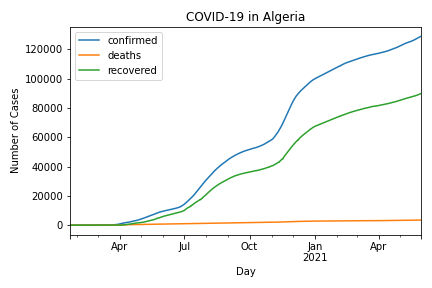 COVID-19 in Algeria
confirmed
deaths
recovered
120000
100000
80000
60000
40000
20000
0
Number of Cases
Apr
Jul
Oct
Jan
2021
Apr
Day